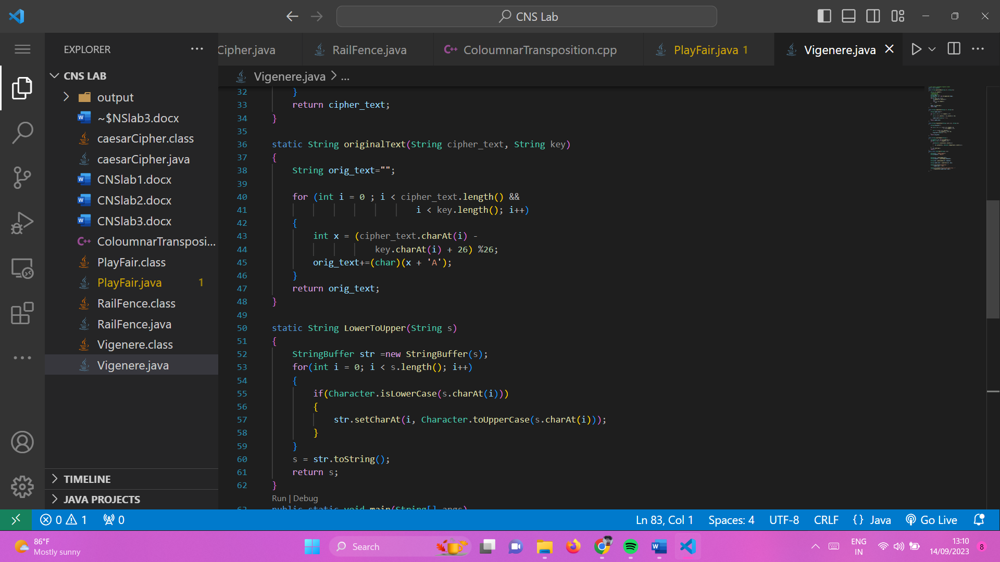 CNS Lab
EXPLORER
Cipher.java
RailFence.java
C++ ColoumnarTransposition.cpp
PlayFair.java 1
Vigenere.java
CNS LAB
Vigenere.java > ...
output
~$NSlab3.docx
caesarCipher.class
caesarCipher.java
CNSlab1.docx
CNSlab2.docx
CNSlab3.docx
C++ ColoumnarTransposi...
PlayFair.class
PlayFair.java 1
RailFence.class
RailFence.java
Vigenere.class
Vigenere.java
TIMELINE
JAVA PROJECTS
32 }
33 return cipher_text;
34 }
35
36 static String originalText(String cipher_text, String key)
37 {
38 String orig_text="";
39
40 for (int i = 0 ; i < cipher_text.length() &&
41 i < key.length(); i++)
42 {
43 int x = (cipher_text.charAt(i) -
44 key.charAt(i) + 26) %26;
45 orig_text+=(char)(x + 'A');
46 }
47 return orig_text;
48 }
49
50 static String LowerToUpper(String s)
51 {
52 StringBuffer str =new StringBuffer(s);
53 for(int i = 0; i < s.length(); i++)
54 {
55 if(Character.isLowerCase(s.charAt(i)))
56 {
57 str.setCharAt(i, Character.toUpperCase(s.charAt(i)));
58 }
59 }
60 s = str.toString();
61 return s;
62 }
Run | Debug
63 public static void main(String[] args)
0 1 0
Ln 83, Col 1 Spaces: 4 UTF-8 CRLF {} Java Go Live
86°F
Mostly sunny
Search
ENG
IN
13:10
14/09/2023
8